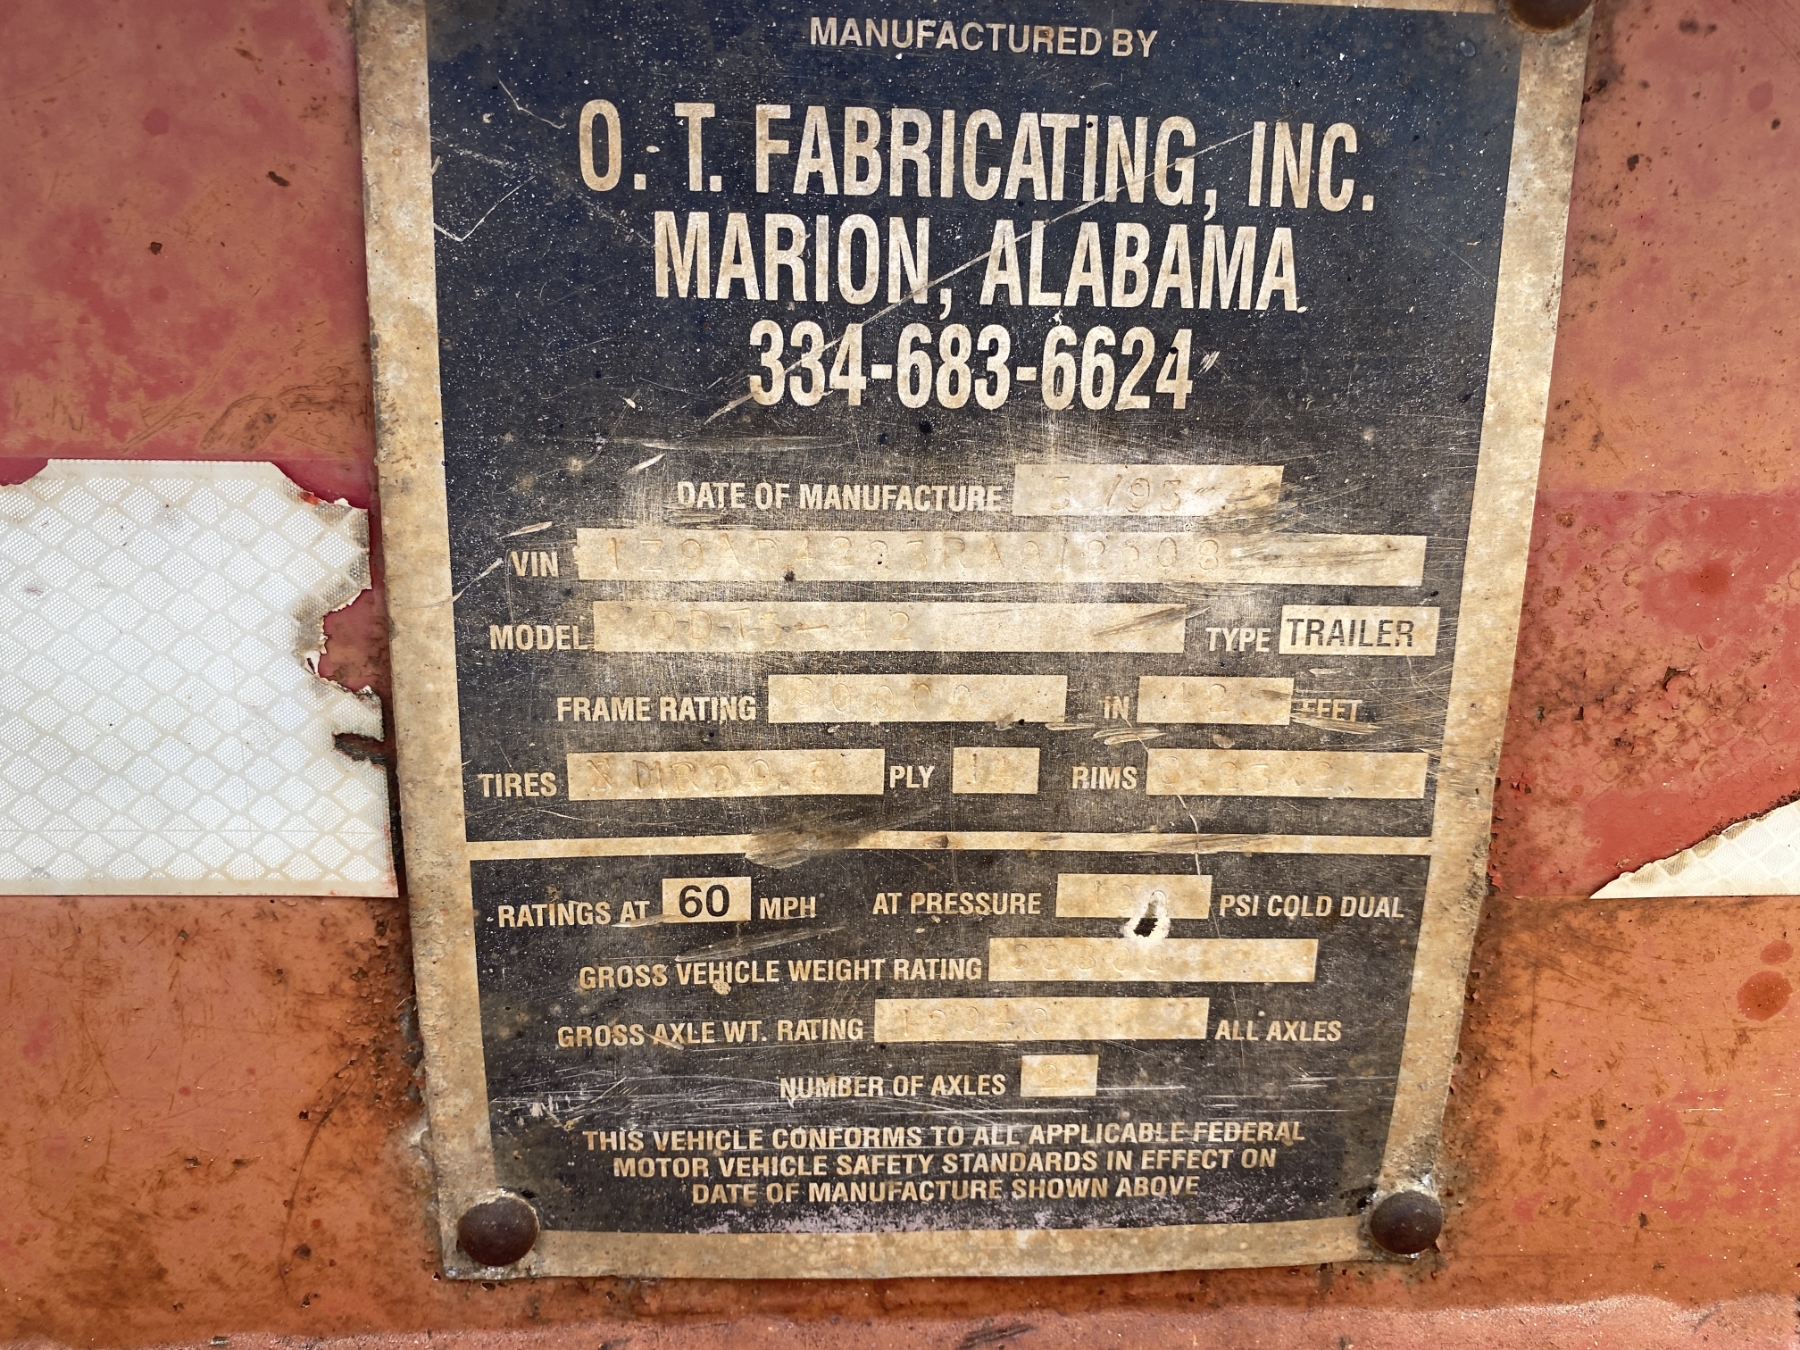 MANUFACTURED BY
O. T. FABRICATING, INC.
MARION, ALABAMA
334-683-6624
DATE OF MANUFACTURE /93
VIN
MODEL TYPE TRAILER
FRAME RATING IN 42 FEET
TIRES PLY RIMS
RATINGS AT 60 MPH AT PRESSURE PSI COLD DUAL
GROSS VEHICLE WEIGHT RATING
GROSS AXLE WT. RATING ALL AXLES
NUMBER OF AXLES
THIS VEHICLE CONFORMS TO ALL APPLICABLE FEDERAL
MOTOR VEHICLE SAFETY STANDARDS IN EFFECT ON
DATE OF MANUFACTURE SHOWN ABOVE